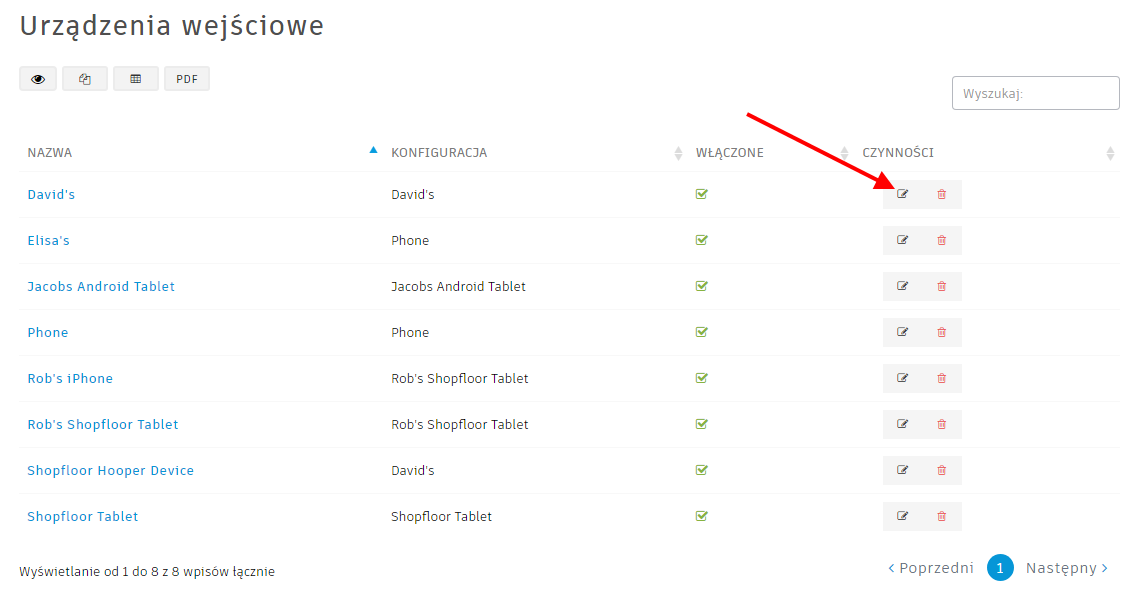 Urządzenia wejściowe
PDF
Wyszukaj:
NAZWA KONFIGURACJA WŁĄCZONE CZYNNOŚCI
David's David's
Elisa's Phone
Jacobs Android Tablet Jacobs Android Tablet
Phone Phone
Rob's iPhone Rob's Shopfloor Tablet
Rob's Shopfloor Tablet Rob's Shopfloor Tablet
Shopfloor Hooper Device David's
Shopfloor Tablet Shopfloor Tablet
Wyświetlanie od 1 do 8 z 8 wpisów łącznie
Poprzedni 1 Następny